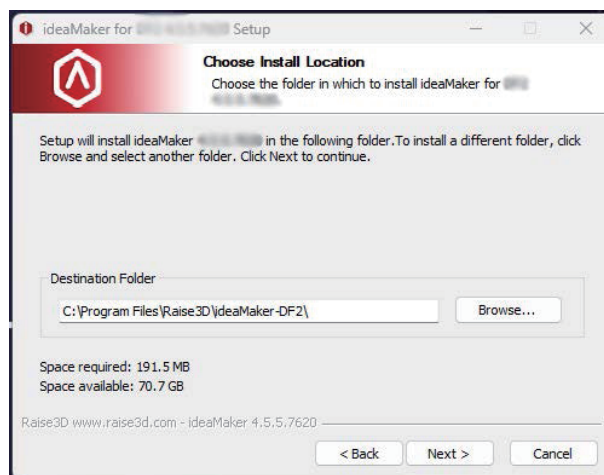 ideaMaker for Setup
Choose Install Location
Choose the folder in which to install ideaMaker for
Setup will install ideaMaker in the following folder.To install a different folder, click
Browse and select another folder. Click Next to continue.
Destination Folder
C:\Program Files\Raise3D\ideaMaker-DF2\
Browse...
Space required: 191.5 MB
Space available: 70.7 GB
Raise3D www.raise3d.com - ideaMaker 4.5.5.7620
< Back
Next >
Cancel